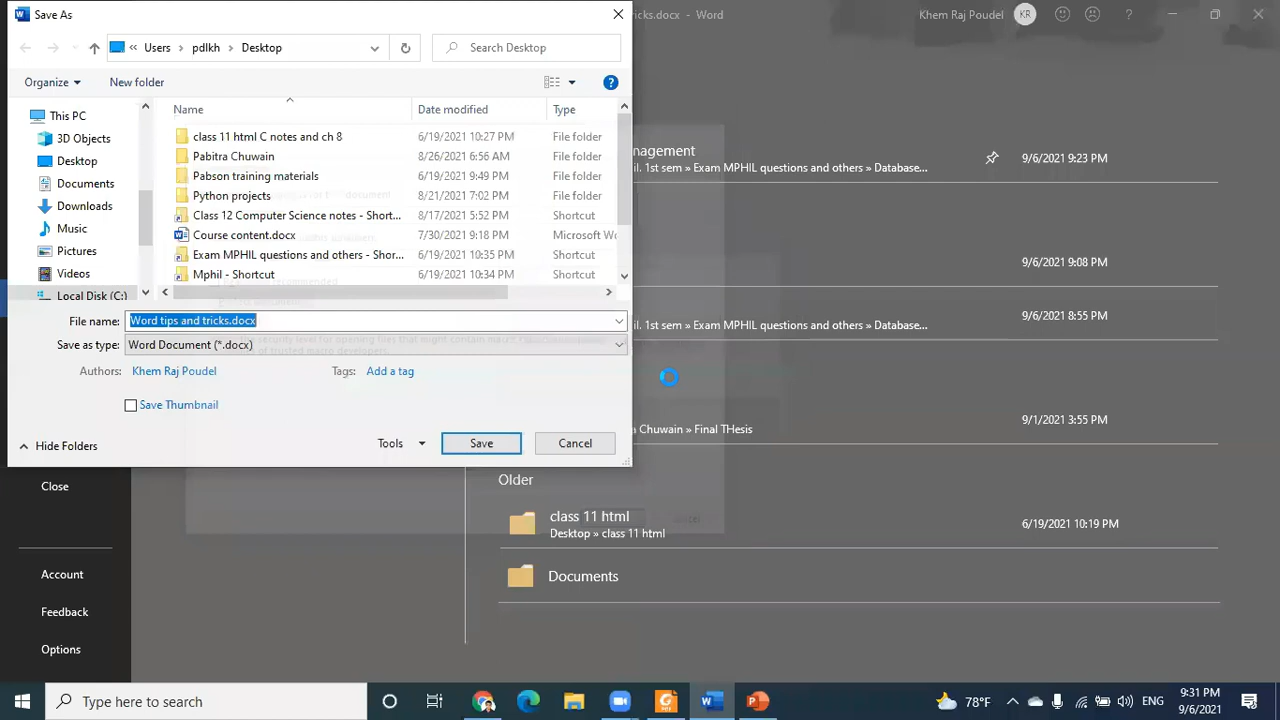 Save As
ricks.docx - Word
Khem Raj Poudel
KR
?
« Users > pdlkh > Desktop
Search Desktop
Organize
New folder
?
This PC
3D Objects
Desktop
Documents
Downloads
Music
Pictures
Videos
Local Disk (C:)
Name
Date modified
Type
class 11 html C notes and ch 8
6/19/2021 10:27 PM
File folder
Pabitra Chuwain
8/26/2021 6:56 AM
File folder
Pabson training materials
6/19/2021 9:49 PM
File folder
Python projects
8/21/2021 7:02 PM
File folder
Class 12 Computer Science notes - Short...
8/17/2021 5:52 PM
Shortcut
Course content.docx
7/30/2021 9:18 PM
Microsoft Wo
Exam MPHIL questions and others - Shor...
6/19/2021 10:35 PM
Shortcut
Mphil - Shortcut
6/19/2021 10:34 PM
Shortcut
File name:
Word tips and tricks.docx
Save as type:
Word Document (*.docx)
Authors:
Khem Raj Poudel
Tags:
Add a tag
Save Thumbnail
Hide Folders
Tools
Save
Cancel
nagement
il. 1st sem » Exam MPHIL questions and others » Database...
9/6/2021 9:23 PM
9/6/2021 9:08 PM
il. 1st sem » Exam MPHIL questions and others » Database...
9/6/2021 8:55 PM
a Chuwain » Final THesis
9/1/2021 3:55 PM
Older
class 11 html
Desktop » class 11 html
6/19/2021 10:19 PM
Documents
Close
Account
Feedback
Options
Type here to search
78°F
ENG
9:31 PM
9/6/2021